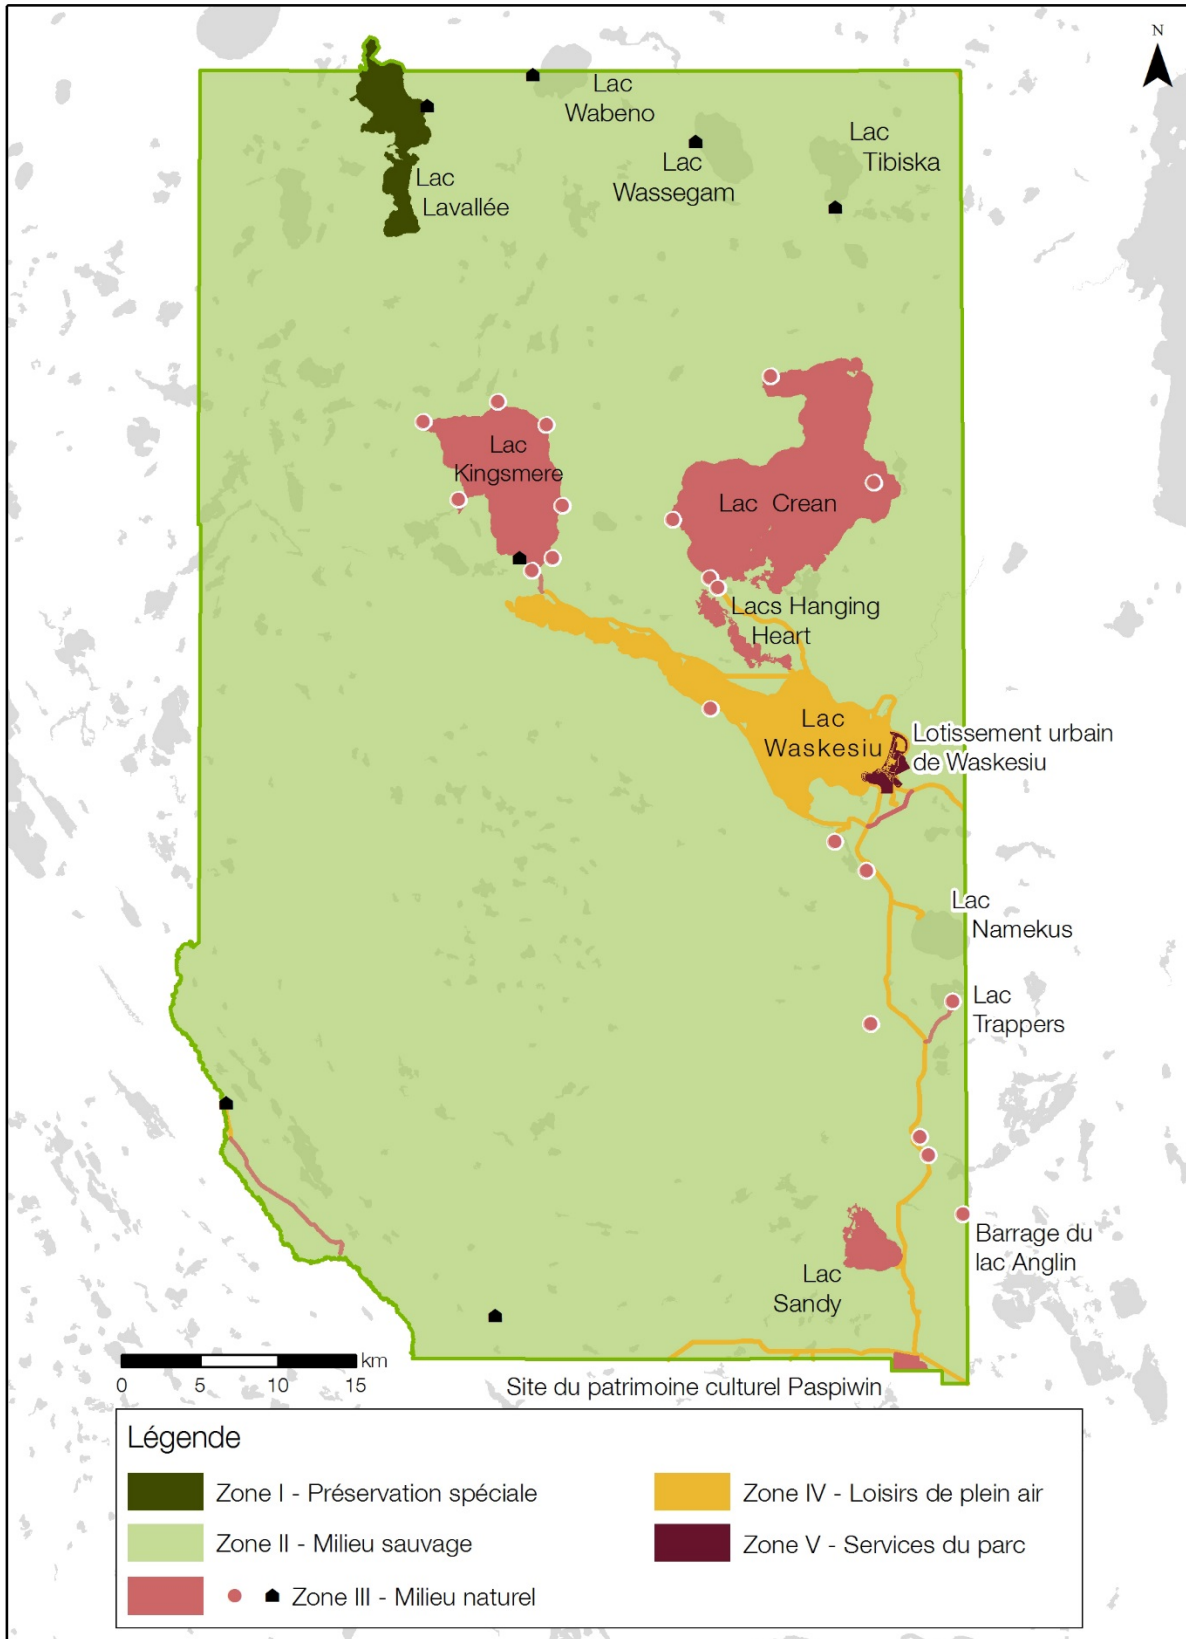 N
Lac
Wabeno
Lac
Tibiska
Lac
Wassegam
Lac
Lavallée
Lac
Kingsmere
Lac Crean
Lacs Hanging
Heart
Lac
Waskesiu
Lotissement urbain
de Waskesiu
Lac
Namekus
Lac
Trappers
Barrage du
lac Anglin
Lac
Sandy
km
0 5 10 15
Site du patrimoine culturel Paspiwin
Légende
Zone I - Préservation spéciale
Zone IV - Loisirs de plein air
Zone II - Milieu sauvage
Zone V - Services du parc
Zone III - Milieu naturel